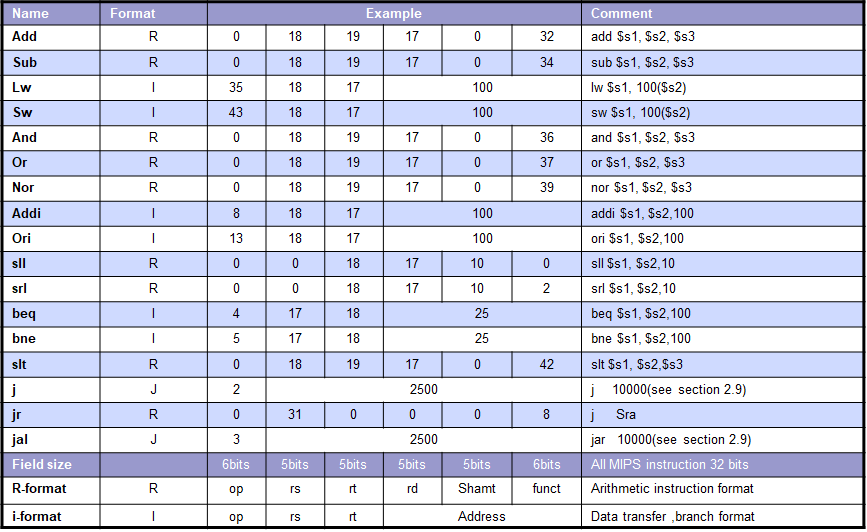 Name Format Example Comment
Add R 0 18 19 17 0 32 add $s1, $s2, $s3
Sub R 0 18 19 17 0 34 sub $s1, $s2, $s3
Lw I 35 18 17 100 lw $s1, 100($s2)
Sw I 43 18 17 100 sw $s1, 100($s2)
And R 0 18 19 17 0 36 and $s1, $s2, $s3
Or R 0 18 19 17 0 37 or $s1, $s2, $s3
Nor R 0 18 19 17 0 39 nor $s1, $s2, $s3
Addi I 8 18 17 100 addi $s1, $s2,100
Ori I 13 18 17 100 ori $s1, $s2,100
sll R 0 0 18 17 10 0 sll $s1, $s2,10
srl R 0 0 18 17 10 2 srl $s1, $s2,10
beq I 4 17 18 25 beq $s1, $s2,100
bne I 5 17 18 25 bne $s1, $s2,100
slt R 0 18 19 17 0 42 slt $s1, $s2,$s3
j J 2 2500 j 10000(see section 2.9)
jr R 0 31 0 0 0 8 j Sra
jal J 3 2500 jar 10000(see section 2.9)
Field size 6bits 5bits 5bits 5bits 5bits 6bits All MIPS instruction 32 bits
R-format R op rs rt rd Shamt funct Arithmetic instruction format
i-format I op rs rt Address Data transfer ,branch format